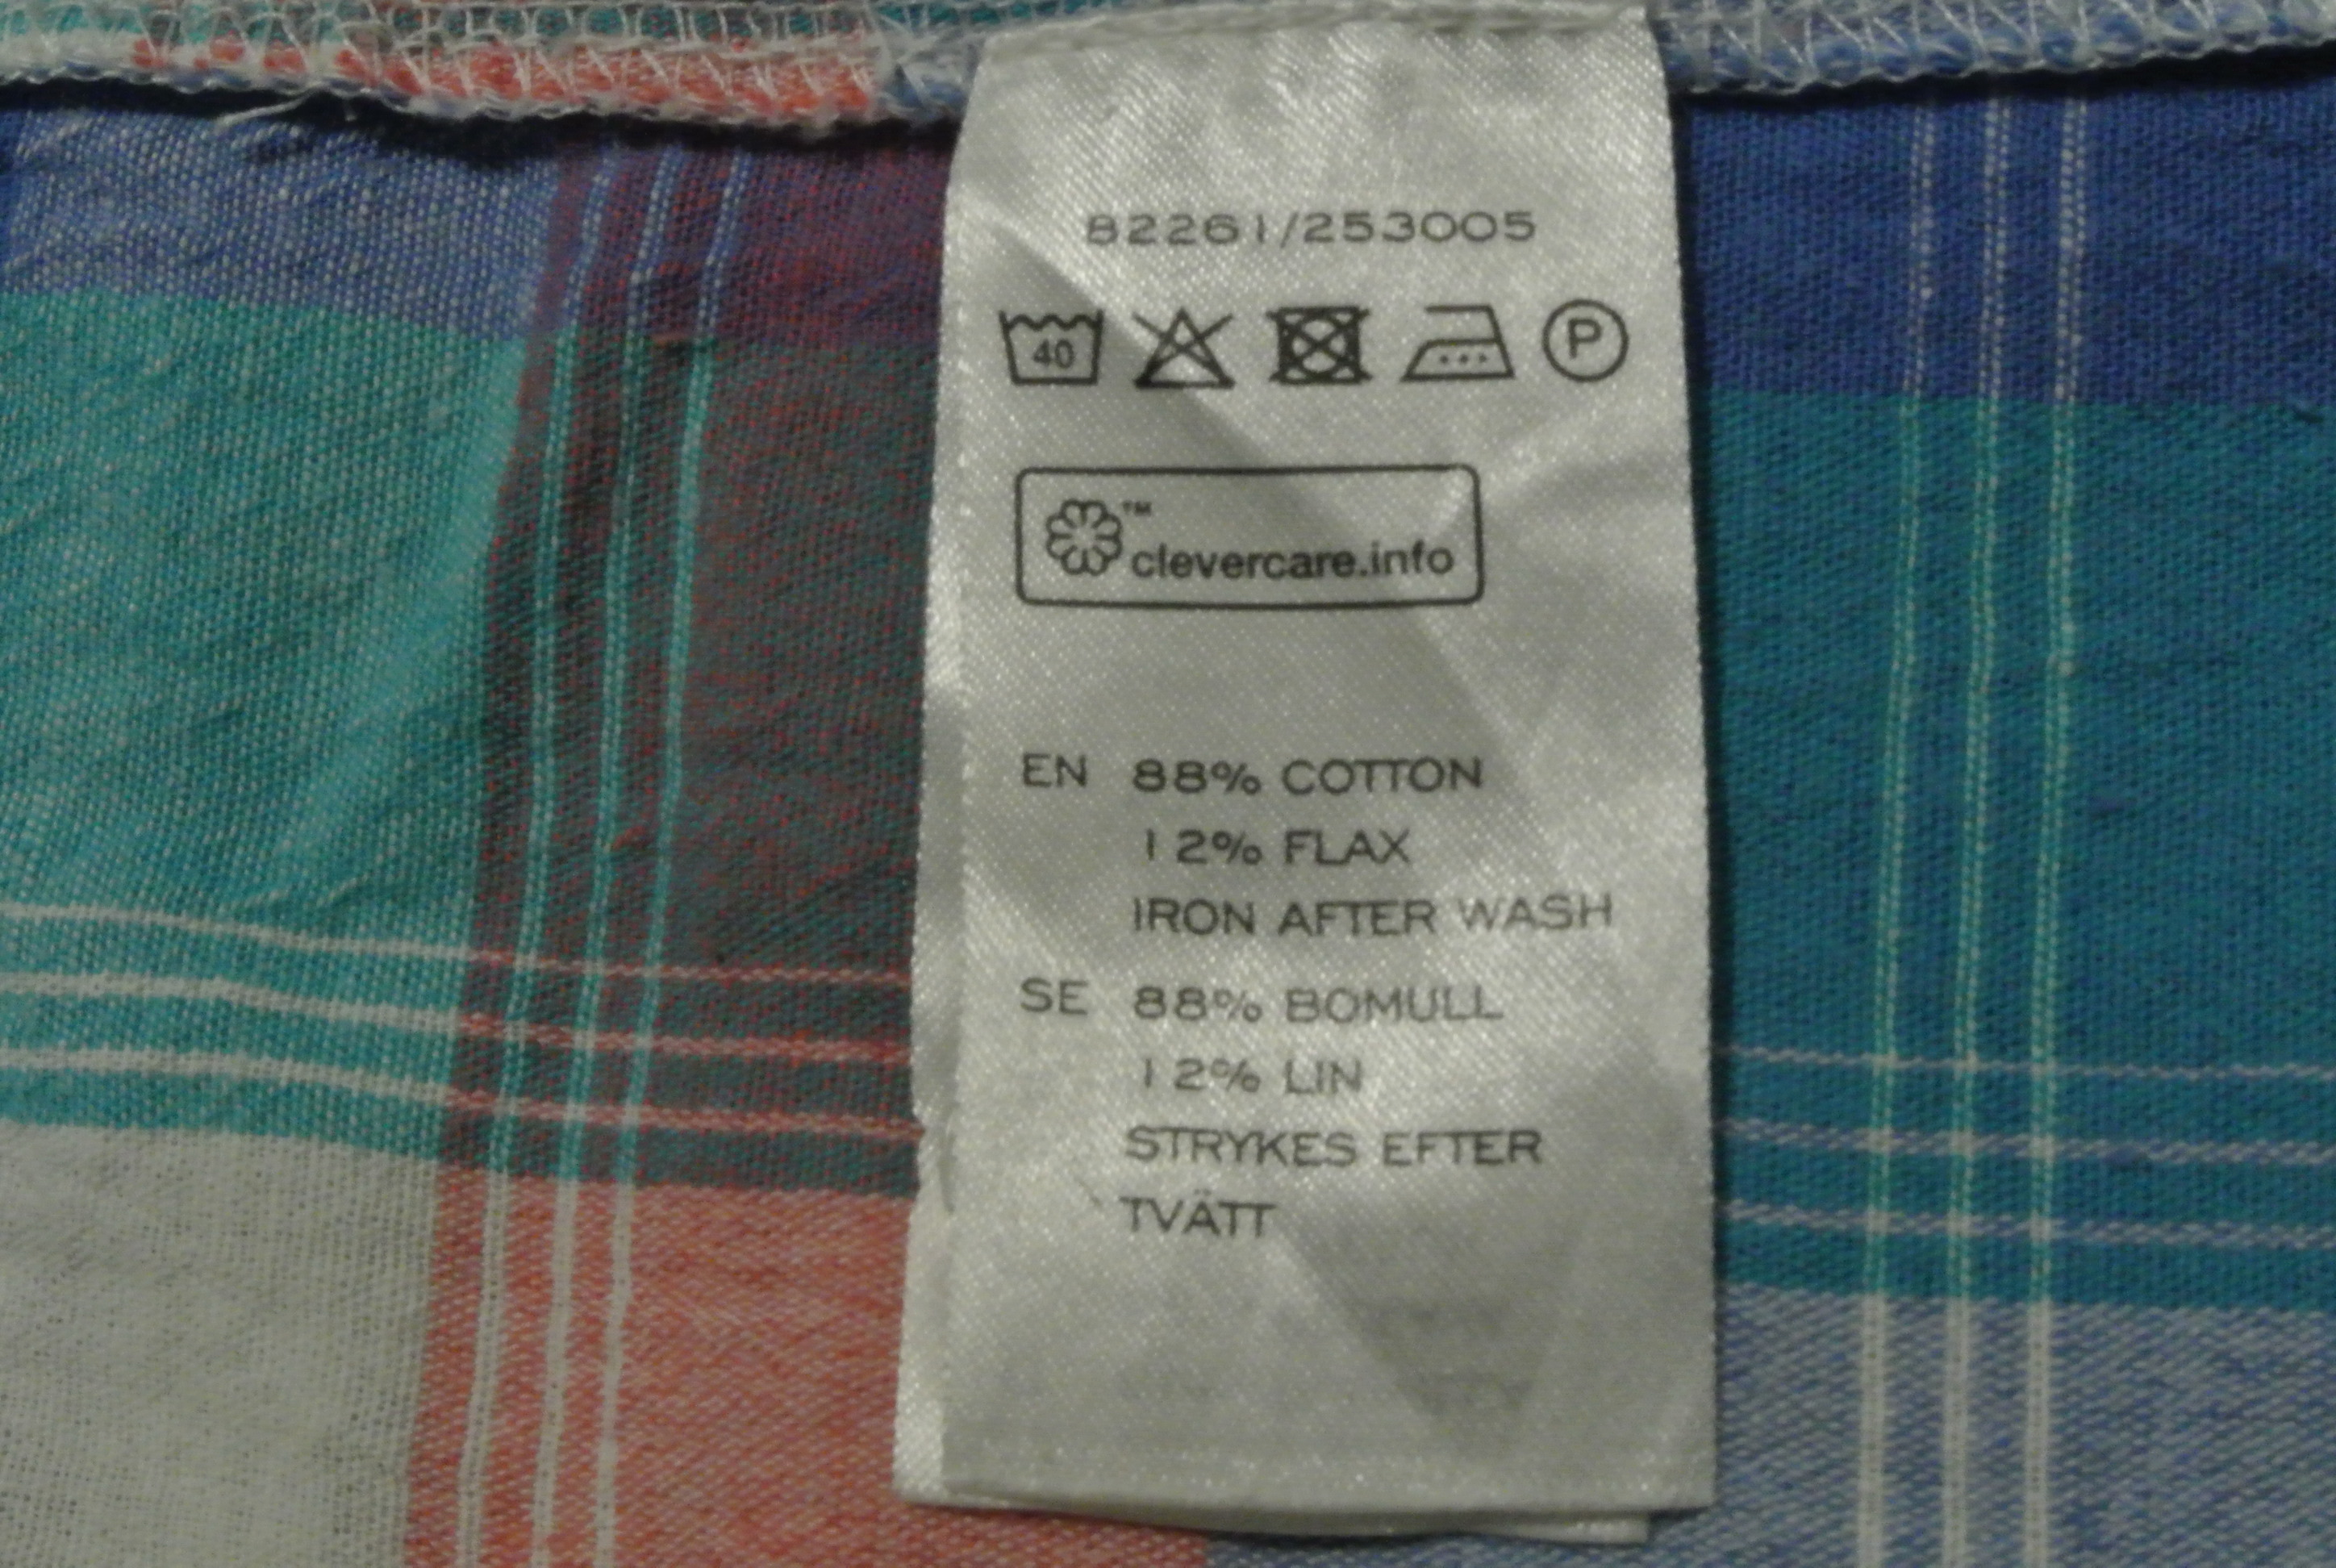 82261/253005
40 P
™
clevercare.info
EN 88% COTTON
12% FLAX
IRON AFTER WASH
SE 88% BOMULL
12% LIN
STRYKES EFTER
TVÄTT